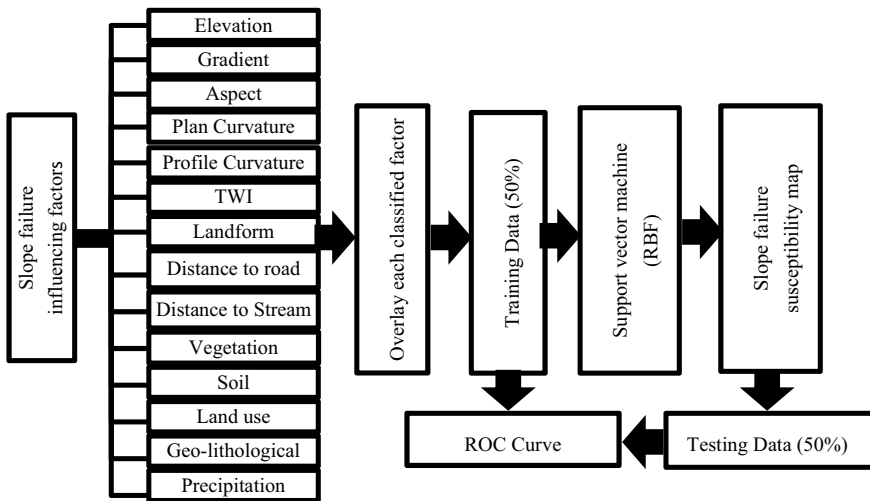 Slope failure
influencing factors
Elevation
Gradient
Aspect
Plan Curvature
Profile Curvature
TWI
Landform
Distance to road
Distance to Stream
Vegetation
Soil
Land use
Geo-lithological
Precipitation
Overlay each classified factor
Training Data (50%)
Support vector machine
(RBF)
Slope failure
susceptibility map
ROC Curve
Testing Data (50%)